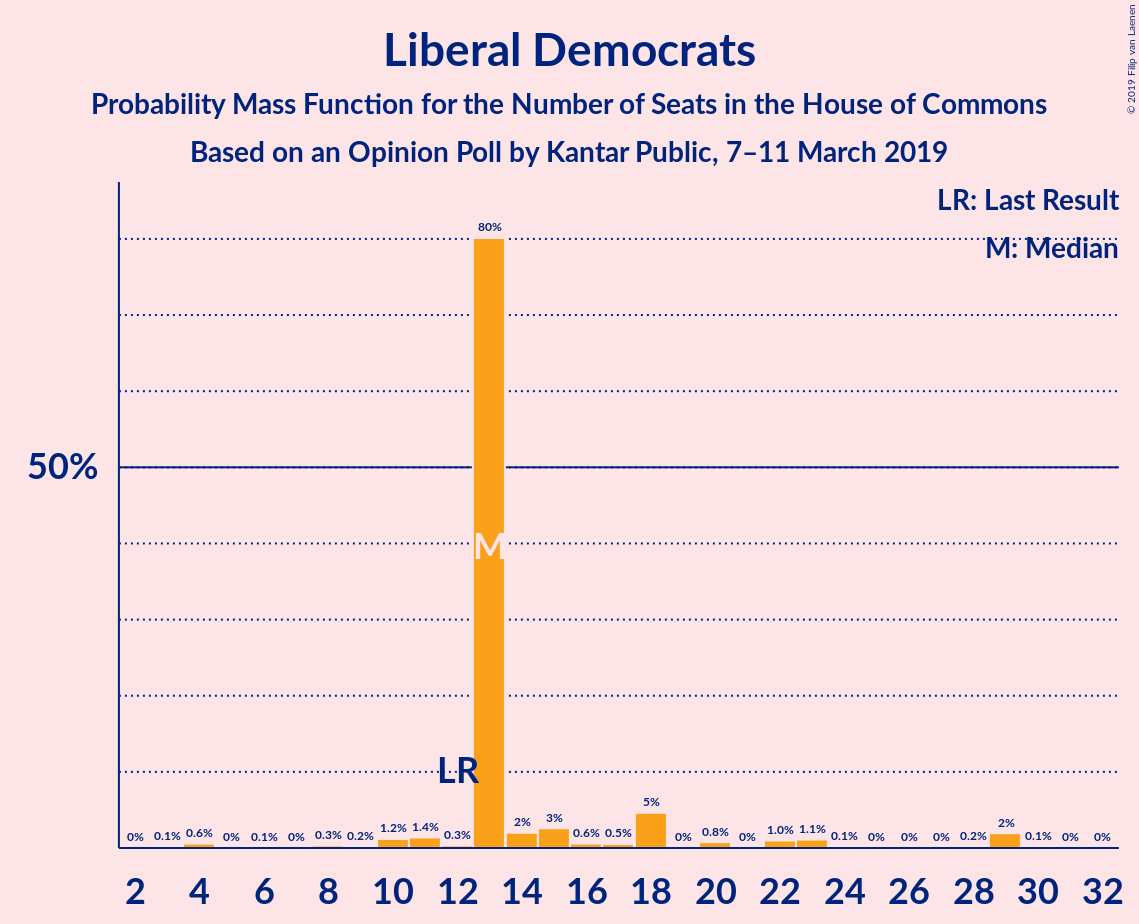 Liberal Democrats
Probability Mass Function for the Number of Seats in the House of Commons
Based on an Opinion Poll by Kantar Public, 7–11 March 2019
© 2019 Filip van Laenen
LR: Last Result
M: Median
50%
0% 0.1% 0.6% 0% 0.1% 0% 0.3% 0.2% 1.2% 1.4% 0.3% 80% 2% 3% 0.6% 0.5% 5% 0% 0.8% 0% 1.0% 1.1% 0.1% 0% 0% 0% 0.2% 2% 0.1% 0% 0%
M
LR
2 4 6 8 10 12 14 16 18 20 22 24 26 28 30 32